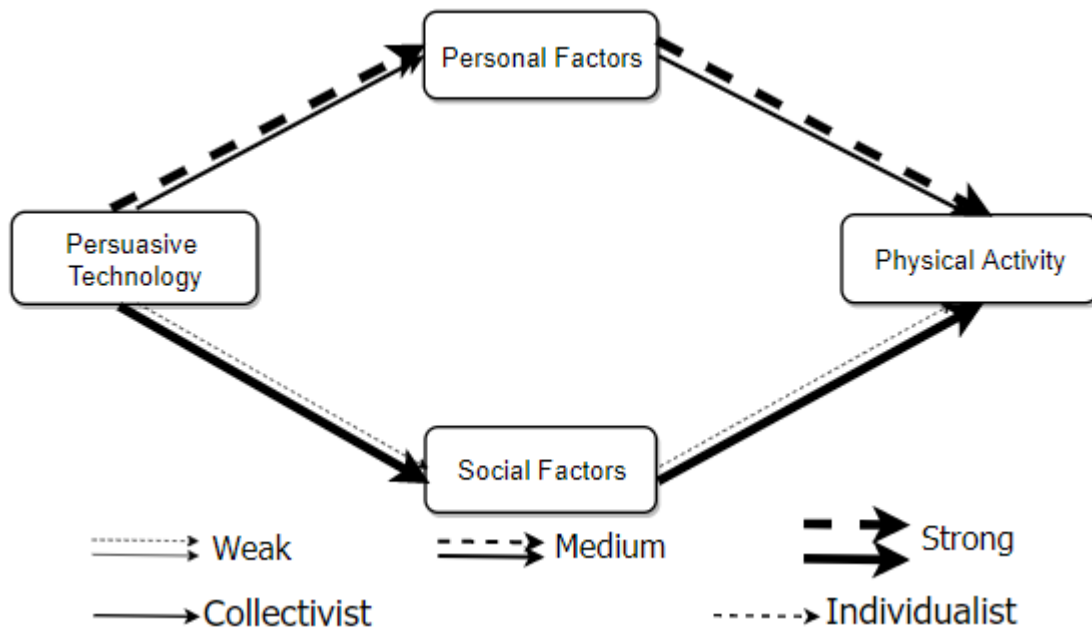 Personal Factors
Persuasive
Technology
Physical Activity
Social Factors
Weak
Medium
Strong
Collectivist
Individualist